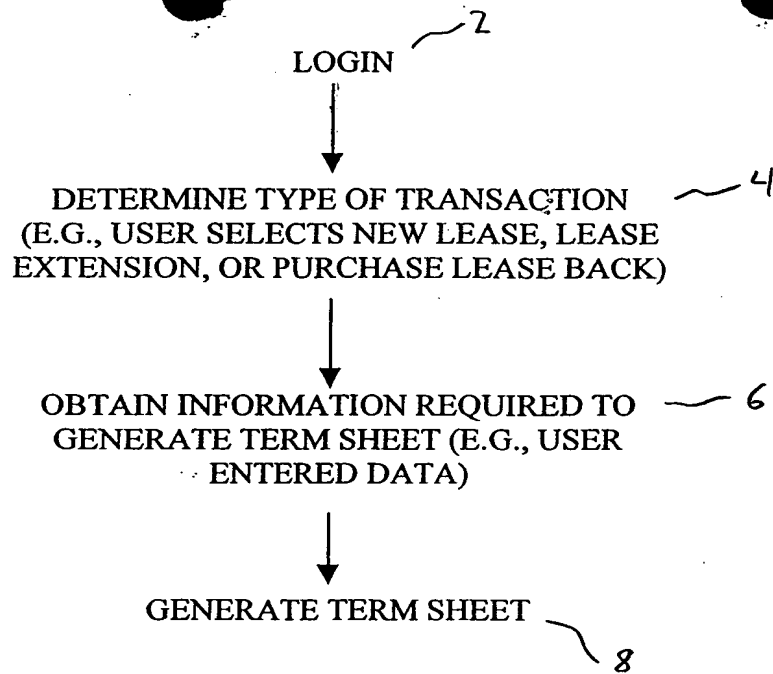 LOGIN 2
DETERMINE TYPE OF TRANSACTION 4
(E.G., USER SELECTS NEW LEASE, LEASE
EXTENSION, OR PURCHASE LEASE BACK)
OBTAIN INFORMATION REQUIRED TO 6
GENERATE TERM SHEET (E.G., USER
ENTERED DATA)
GENERATE TERM SHEET
8